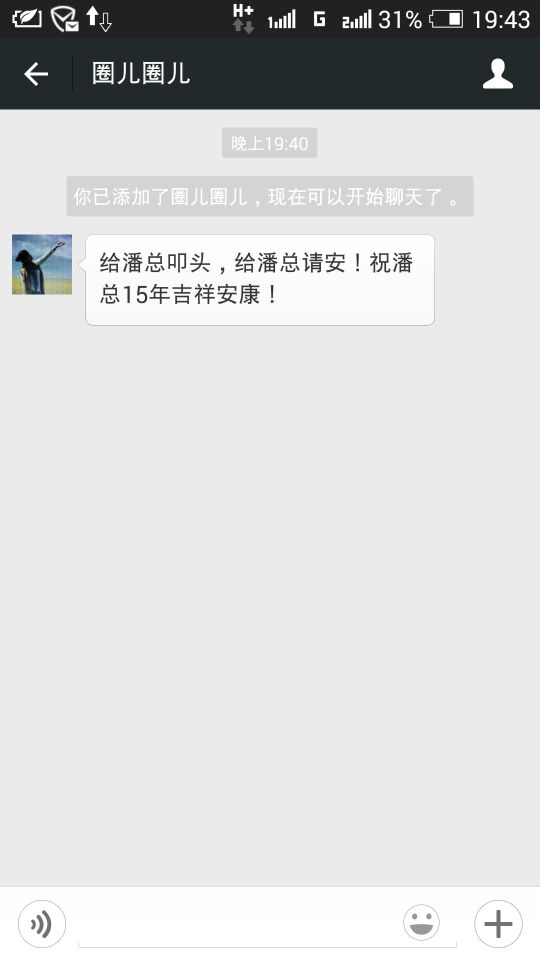 H+ 1 G 2 31% 19:43
圈儿圈儿
晚上19:40
你已添加了圈儿圈儿，现在可以开始聊天了。
给潘总叩头，给潘总请安！祝潘
总15年吉祥安康！